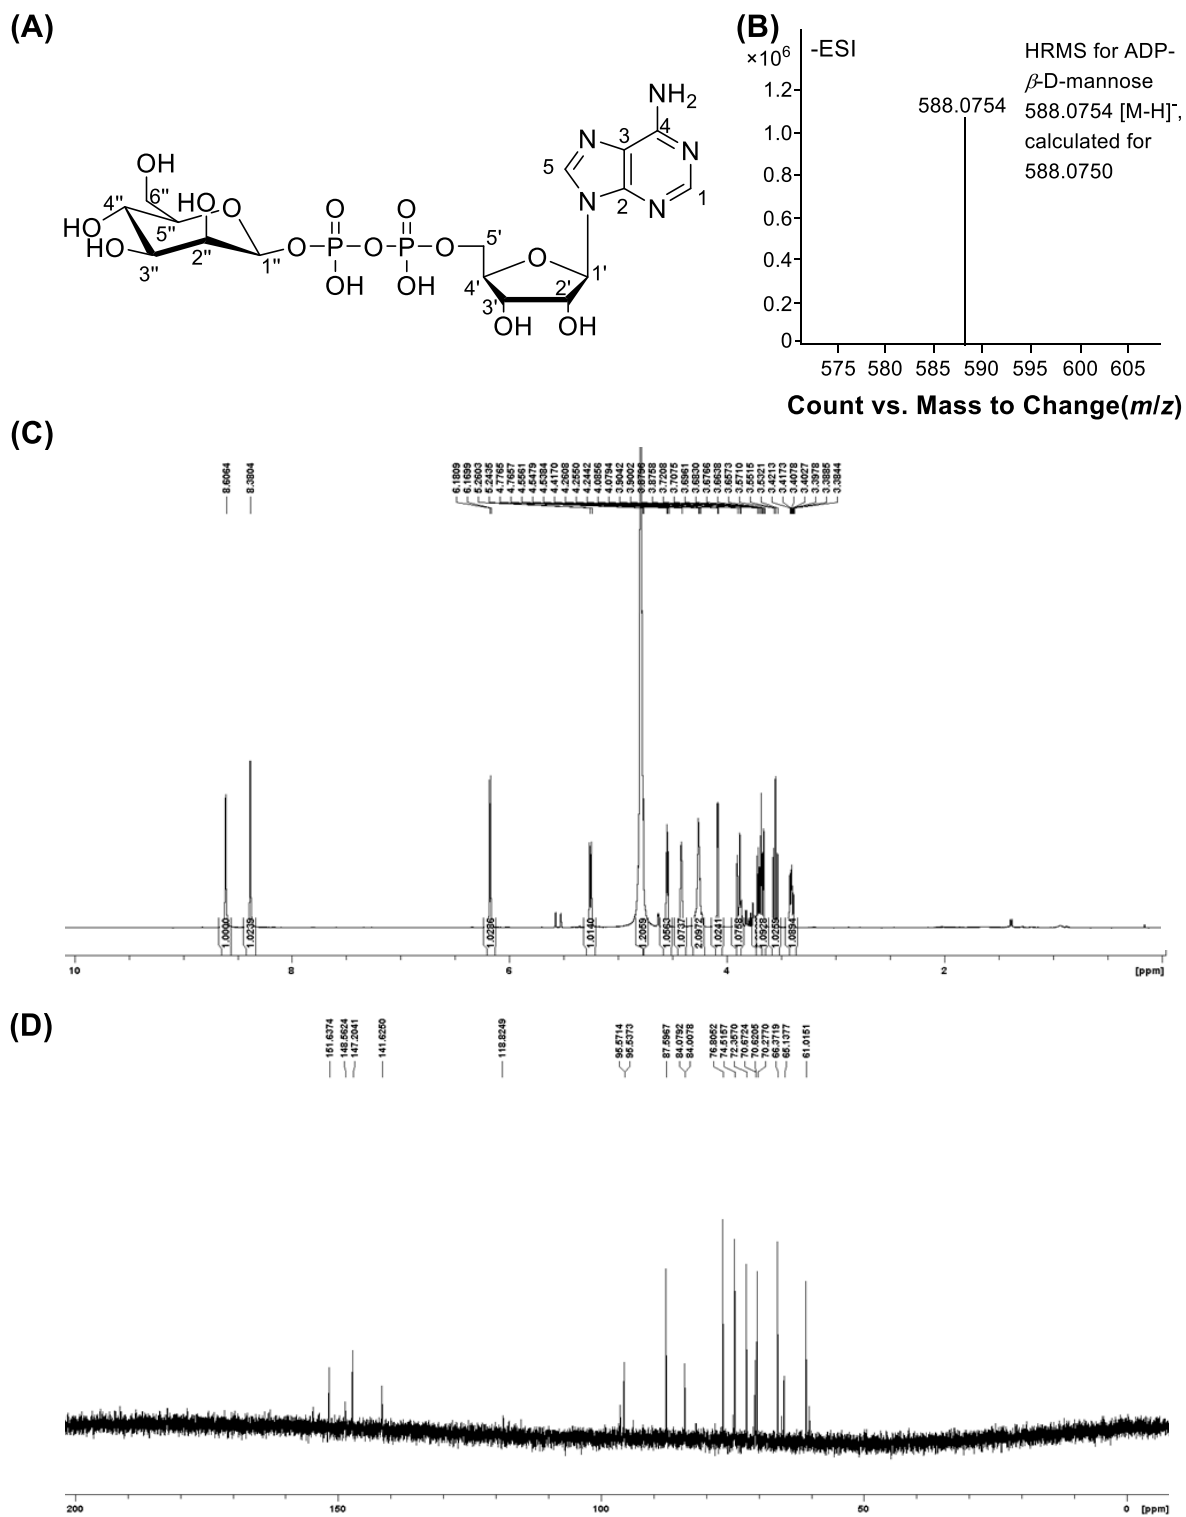 (A)
NH2
4
N
3
N
5
1
2
N
N
OH
6''
4''
HO
O
HO
5''
HO
3''
2''
1''
O
O
P
OH
O
O
P
OH
O
5'
O
4'
1'
3'
2'
OH
OH
(B)
×10⁶
-ESI
HRMS for ADP-
β-D-mannose
588.0754 [M-H]⁻,
calculated for
588.0750
588.0754
1.2
1.0
0.8
0.6
0.4
0.2
0
575 580 585 590 595 600 605
Count vs. Mass to Change(m/z)
(C)
8.6064
8.3804
6.1809
6.1699
5.2603
5.2435
4.7765
4.7657
4.5561
4.5479
4.5384
4.4170
4.2608
4.2550
4.2442
4.0856
4.0794
3.9042
3.9002
3.8758
3.7208
3.7075
3.6961
3.6830
3.6766
3.6638
3.6573
3.5710
3.5515
3.5321
3.4213
3.4173
3.4078
3.4027
3.3978
3.3885
3.3844
1.0000
1.0239
1.0286
1.0140
1.0563
1.0737
2.0972
1.0241
1.0758
1.0928
1.0259
1.0894
10 8 6 4 2 [ppm]
(D)
151.6374
148.5624
147.2041
141.6250
118.8249
95.5714
95.5373
87.5967
84.0792
84.0078
76.8052
74.5157
72.3570
70.6724
70.6205
70.2770
66.3719
65.1377
61.0151
200 150 100 50 0 [ppm]